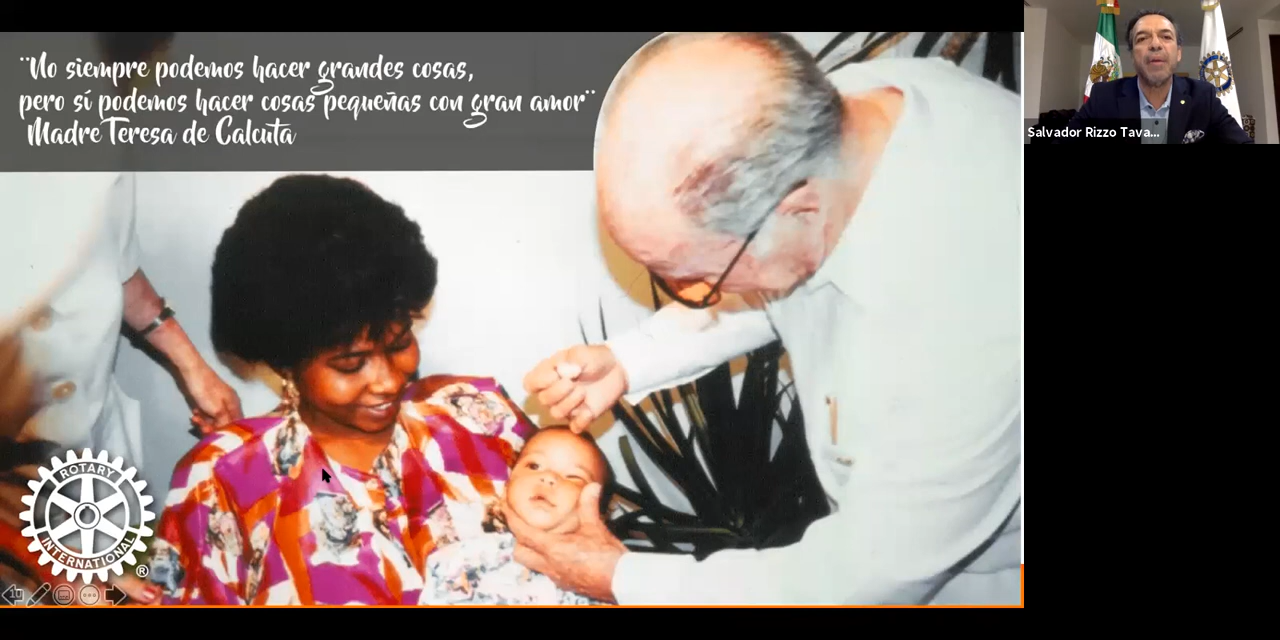 ¨No siempre podemos hacer grandes cosas,
pero sí podemos hacer cosas pequeñas con gran amor¨
Madre Teresa de Calcuta
Salvador Rizzo Tava...
ROTARY
INTERNATIONAL
®